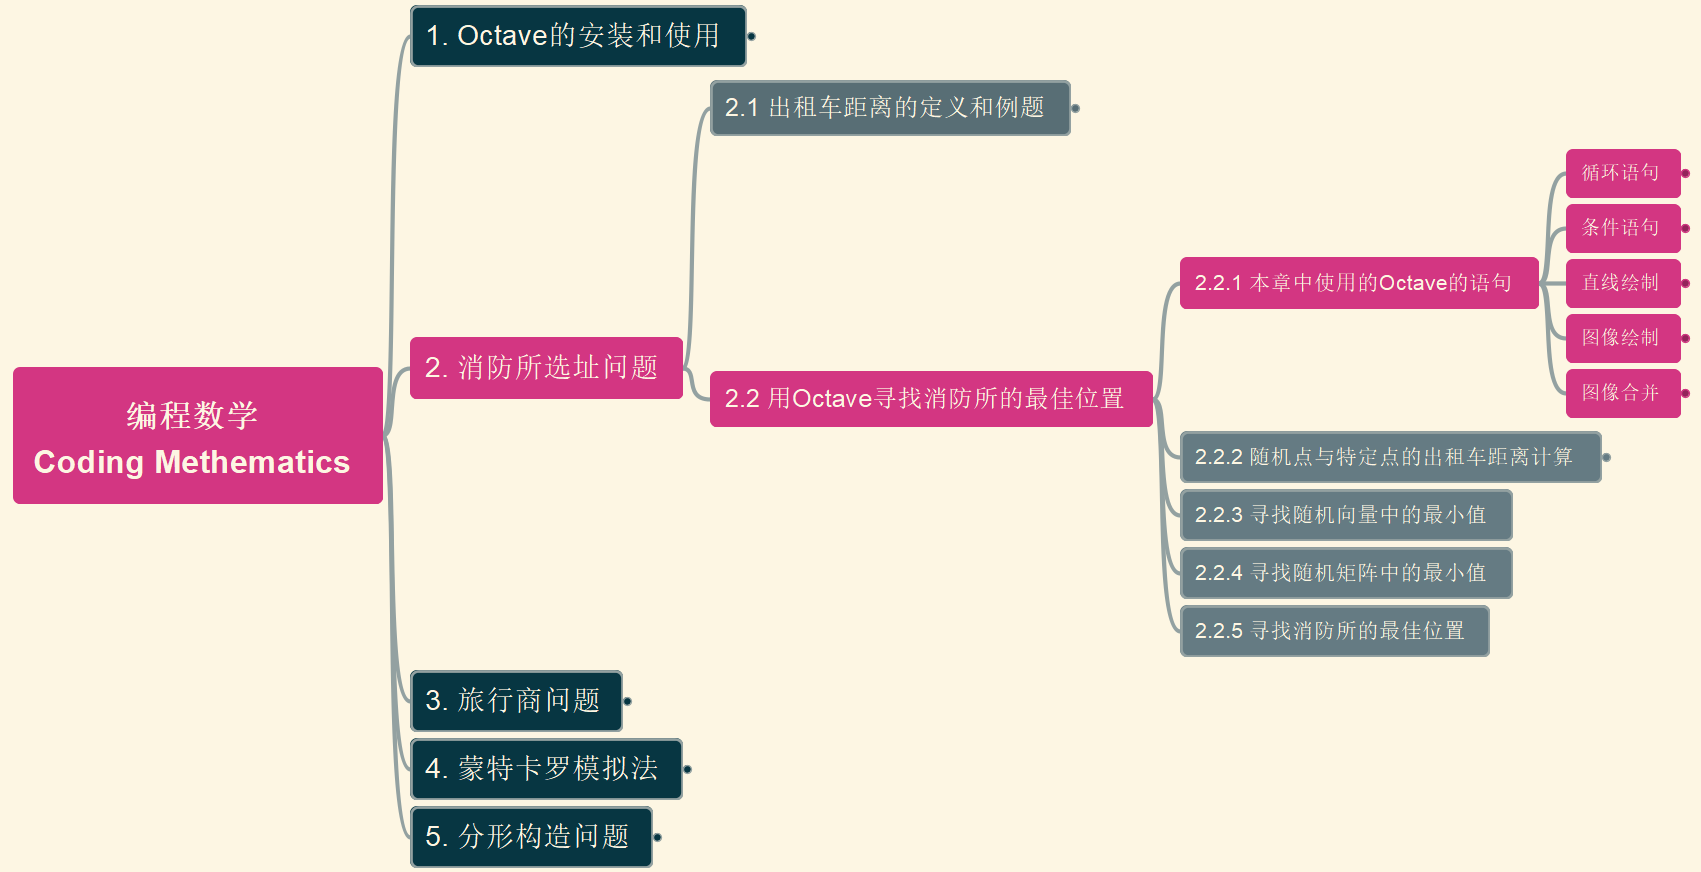 编程数学
Coding Methematics
1. Octave的安装和使用
2. 消防所选址问题
2.1 出租车距离的定义和例题
2.2 用Octave寻找消防所的最佳位置
2.2.1 本章中使用的Octave的语句
循环语句
条件语句
直线绘制
图像绘制
图像合并
2.2.2 随机点与特定点的出租车距离计算
2.2.3 寻找随机向量中的最小值
2.2.4 寻找随机矩阵中的最小值
2.2.5 寻找消防所的最佳位置
3. 旅行商问题
4. 蒙特卡罗模拟法
5. 分形构造问题